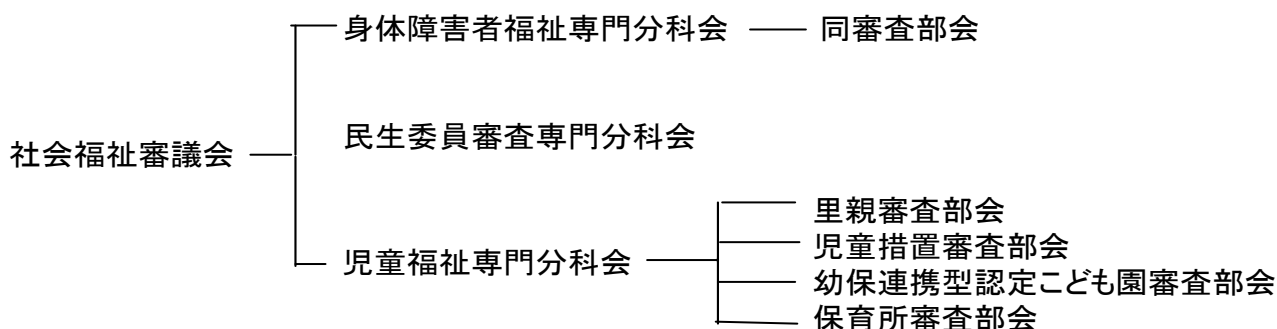 身体障害者福祉専門分科会 同審査部会
民生委員審査専門分科会
社会福祉審議会
里親審査部会
児童措置審査部会
児童福祉専門分科会
幼保連携型認定こども園審査部会
保育所審査部会